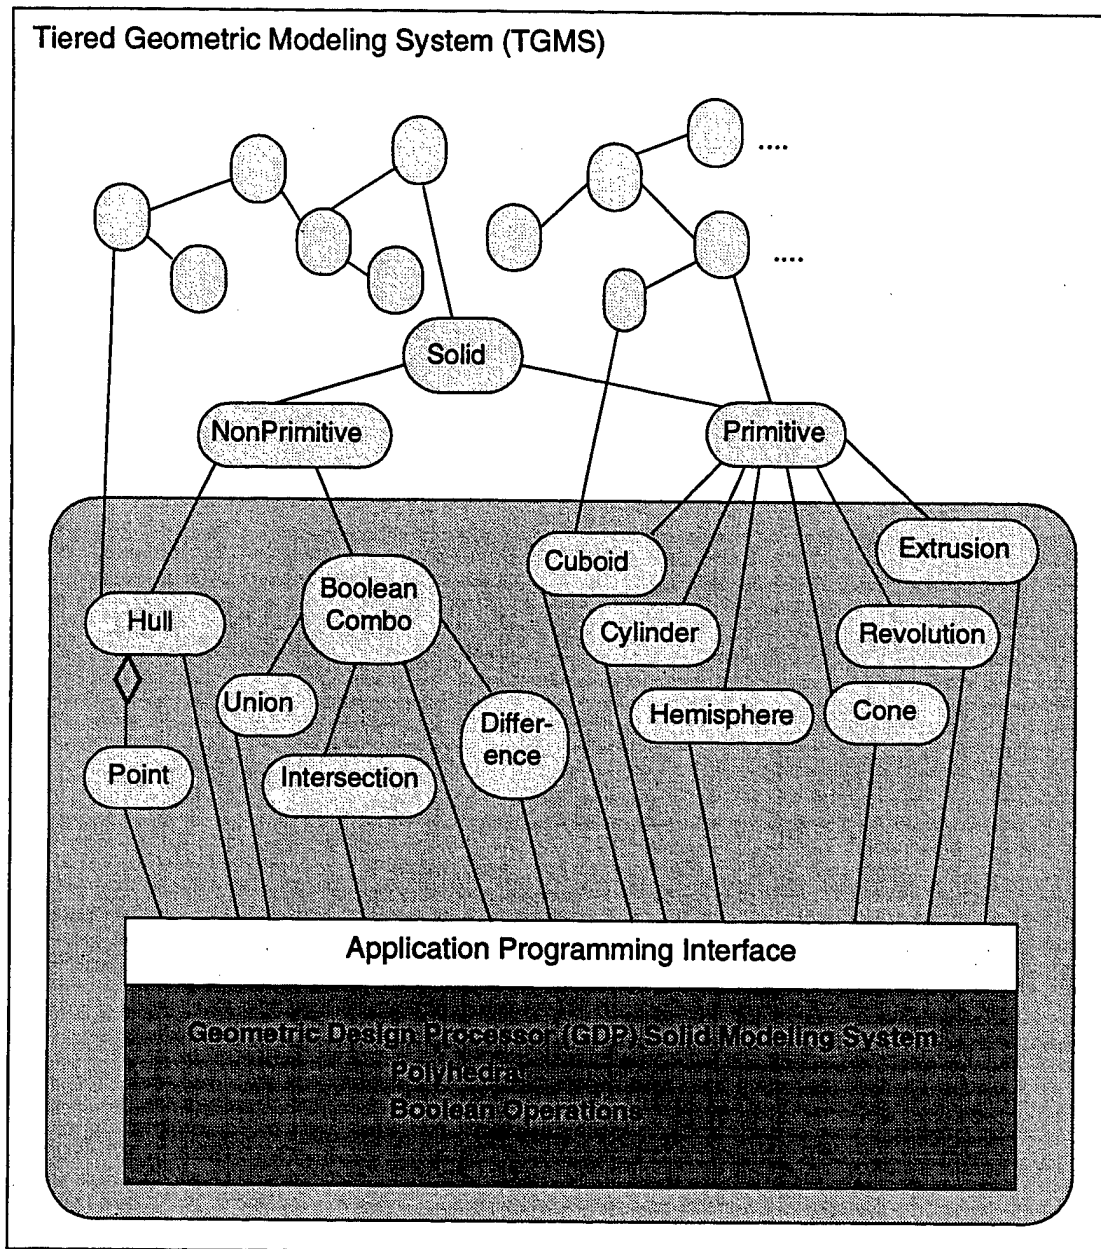 Tiered Geometric Modeling System (TGMS)
....
....
Solid
NonPrimitive
Primitive
Extrusion
Cuboid
Boolean
Combo
Hull
Cylinder
Revolution
Union
Hemisphere
Cone
Differ-
ence
Point
Intersection
Application Programming Interface
Geometric Design Processor (GDP) Solid Modeling System
Polyhedra
Boolean Operations